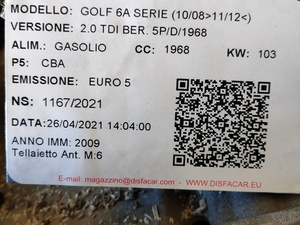 MODELLO: GOLF 6A SERIE (10/08>11/12<)
VERSIONE: 2.0 TDI BER. 5P/D/1968
ALIM.: GASOLIO CC: 1968 KW: 103
P5: CBA
EMISSIONE: EURO 5
NS: 1167/2021
DATA:26/04/2021 14:04:00
ANNO IMM: 2009
Tellaietto Ant. M:6
E-mail: magazzino@disfacar.com - WWW.DISFACAR.EU